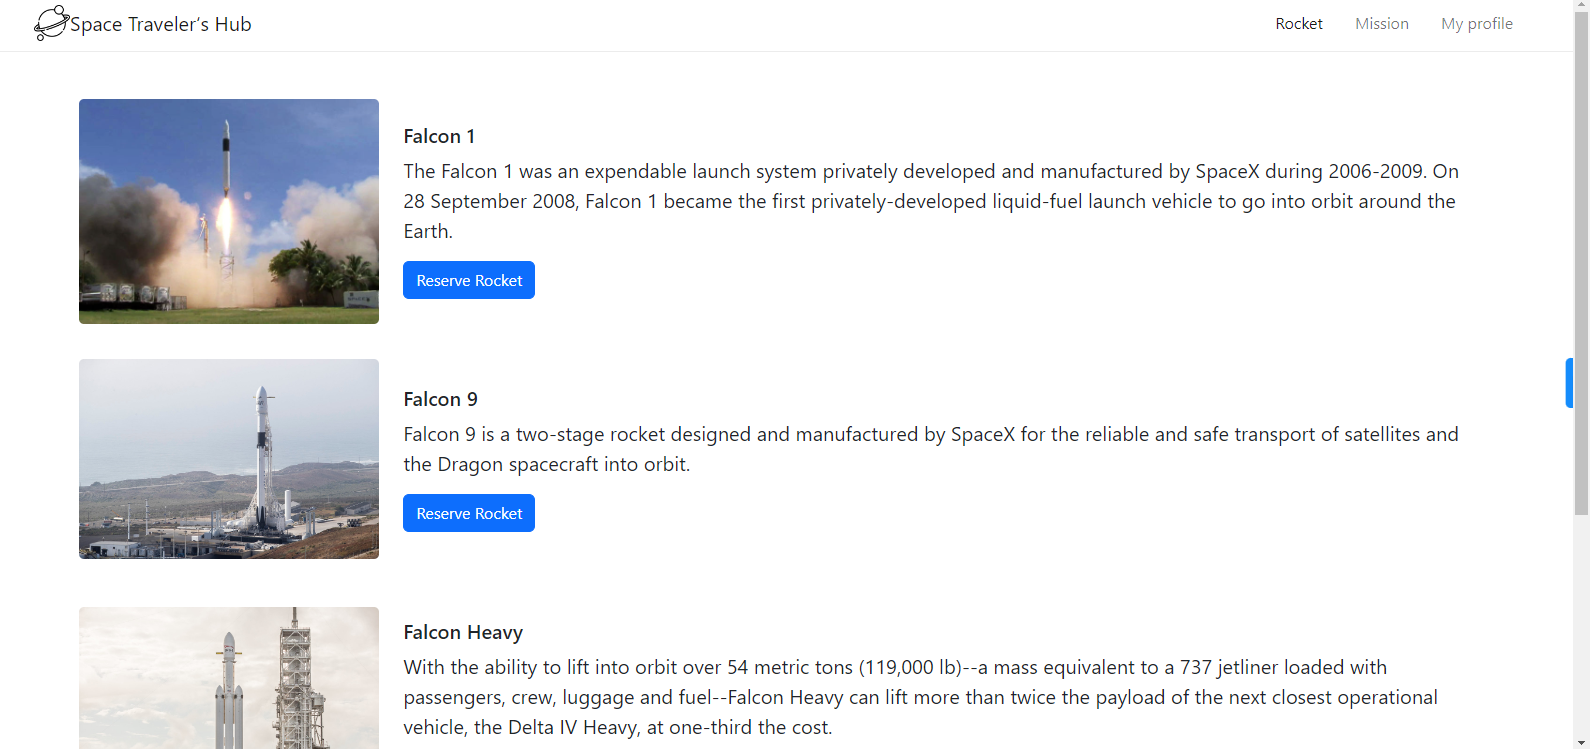 Space Traveler's Hub
Rocket Mission My profile
Falcon 1
The Falcon 1 was an expendable launch system privately developed and manufactured by SpaceX during 2006-2009. On
28 September 2008, Falcon 1 became the first privately-developed liquid-fuel launch vehicle to go into orbit around the
Earth.
Reserve Rocket
Falcon 9
Falcon 9 is a two-stage rocket designed and manufactured by SpaceX for the reliable and safe transport of satellites and
the Dragon spacecraft into orbit.
Reserve Rocket
Falcon Heavy
With the ability to lift into orbit over 54 metric tons (119,000 lb)--a mass equivalent to a 737 jetliner loaded with
passengers, crew, luggage and fuel--Falcon Heavy can lift more than twice the payload of the next closest operational
vehicle, the Delta IV Heavy, at one-third the cost.